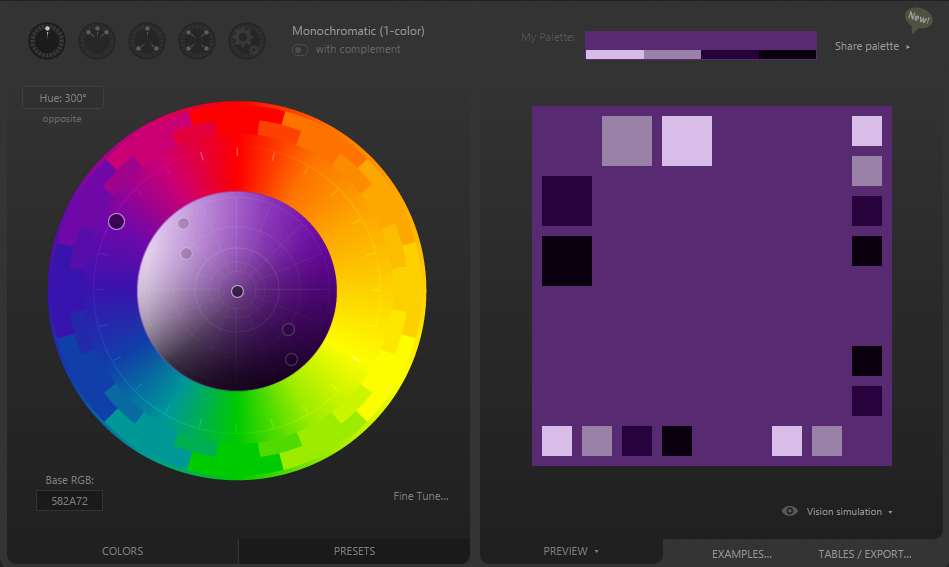 Monochromatic (1-color)
with complement
Hue: 300°
opposite
Base RGB:
582A72
Fine Tune...
COLORS
PRESETS
New!
My Palette:
Share palette ▸
Vision simulation ▾
PREVIEW ▾
EXAMPLES...
TABLES / EXPORT...